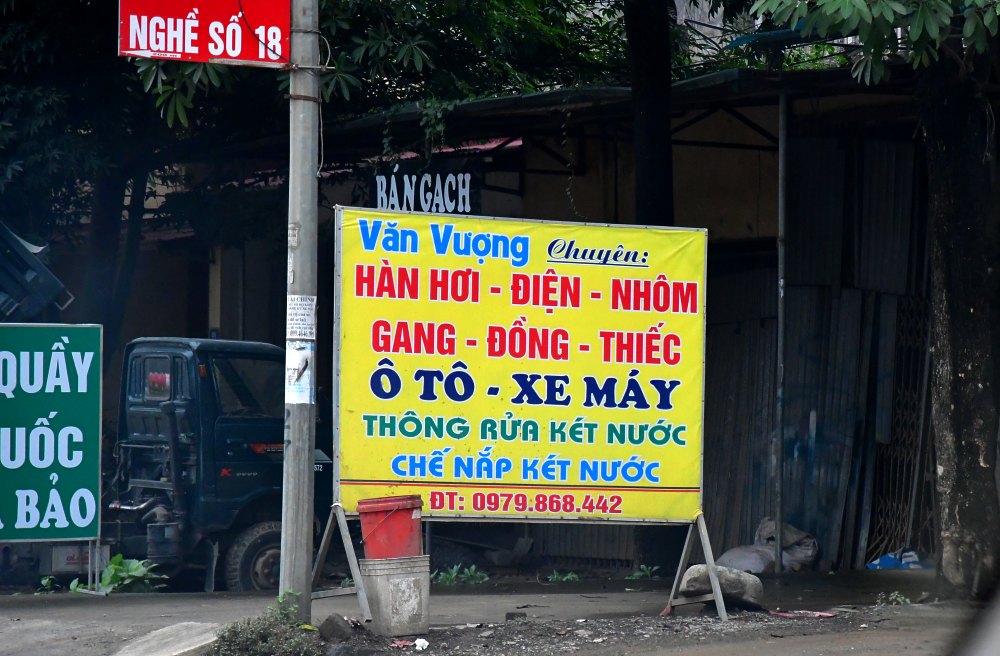 NGHỀ SỐ 18
BÁN GẠCH
Văn Vượng Chuyên:
HÀN HƠI - ĐIỆN - NHÔM
GANG - ĐỒNG - THIẾC
Ô TÔ - XE MÁY
THÔNG RỬA KÉT NƯỚC
CHẾ NẮP KÉT NƯỚC
ĐT: 0979.868.442
QUẦY
UỐC
BẢO